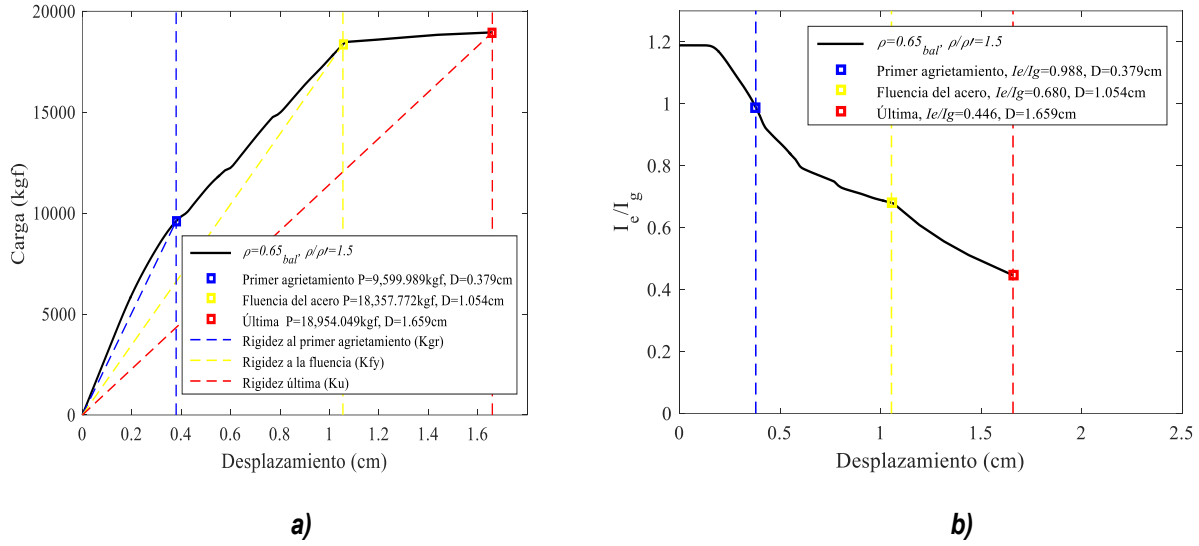 20000
15000
10000
5000
0
Carga (kgf)
ρ=0.65bal, ρ/ρ'=1.5
Primer agrietamiento P=9,599.989kgf, D=0.379cm
Fluencia del acero P=18,357.772kgf, D=1.054cm
Última P=18,954.049kgf, D=1.659cm
Rigidez al primer agrietamiento (Kgr)
Rigidez a la fluencia (Kfy)
Rigidez última (Ku)
0 0.2 0.4 0.6 0.8 1 1.2 1.4 1.6
Desplazamiento (cm)
a)
1.2
1
0.8
0.6
0.4
0.2
0
Ie/Ig
ρ=0.65bal, ρ/ρ'=1.5
Primer agrietamiento, Ie/Ig=0.988, D=0.379cm
Fluencia del acero, Ie/Ig=0.680, D=1.054cm
Última, Ie/Ig=0.446, D=1.659cm
0 0.5 1 1.5 2 2.5
Desplazamiento (cm)
b)